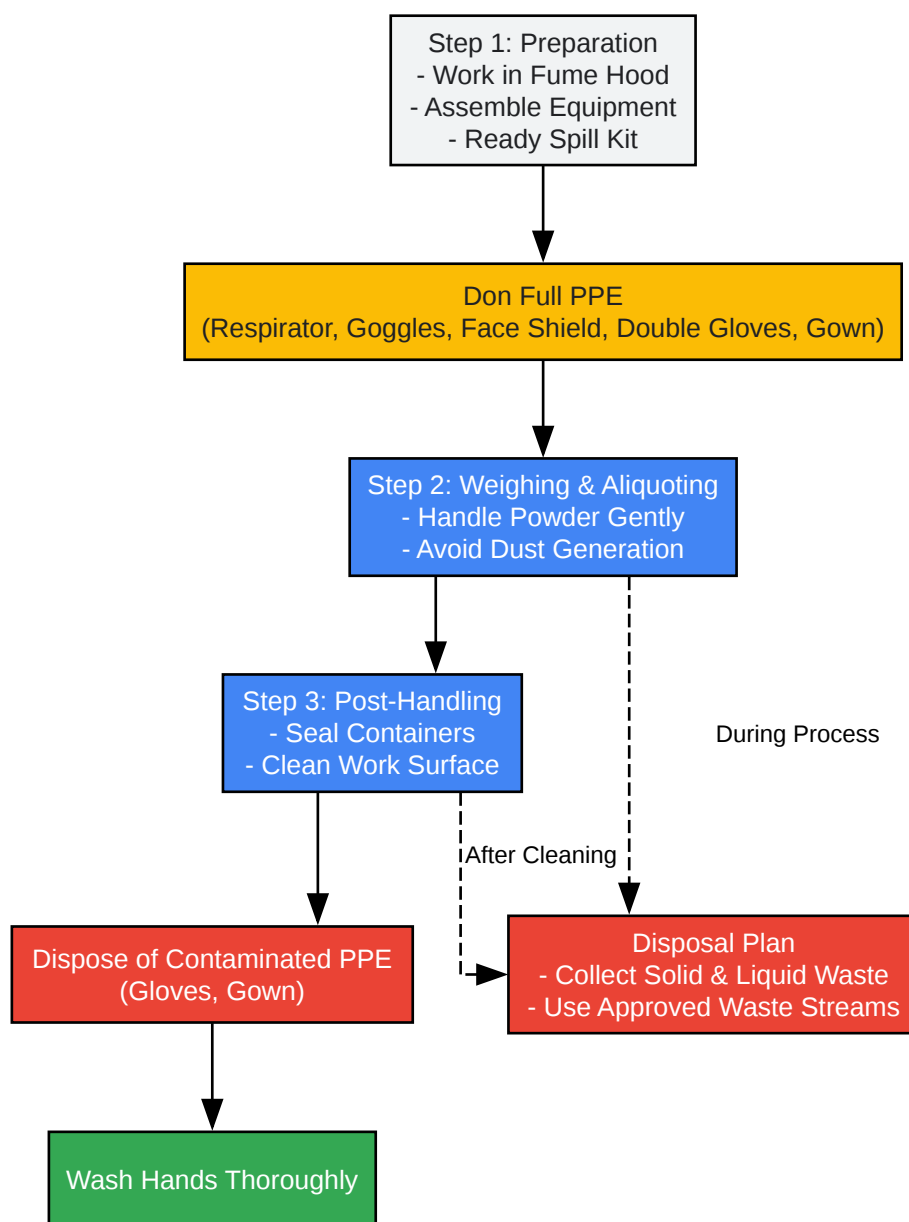 Step 1: Preparation
- Work in Fume Hood
- Assemble Equipment
- Ready Spill Kit
Don Full PPE
(Respirator, Goggles, Face Shield, Double Gloves, Gown)
Step 2: Weighing & Aliquoting
- Handle Powder Gently
- Avoid Dust Generation
Step 3: Post-Handling
- Seal Containers
- Clean Work Surface
During Process
After Cleaning
Dispose of Contaminated PPE
(Gloves, Gown)
Disposal Plan
- Collect Solid & Liquid Waste
- Use Approved Waste Streams
Wash Hands Thoroughly